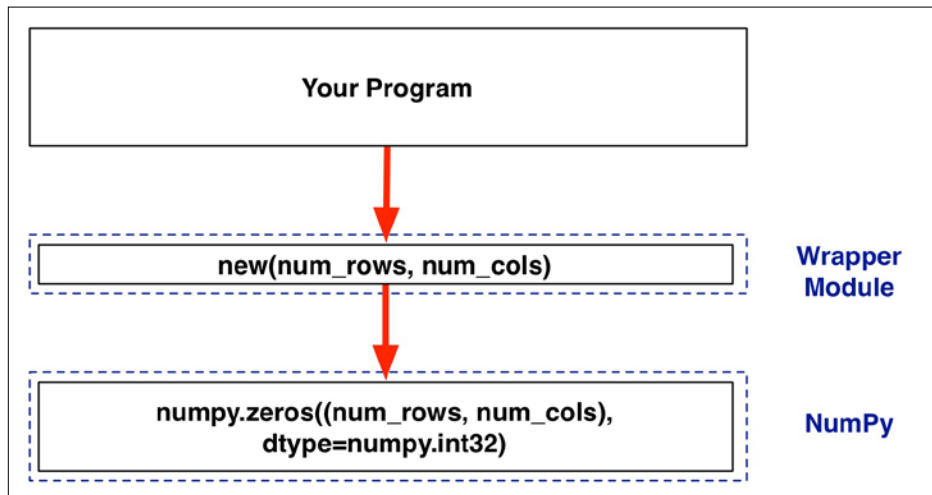 Your Program
new(num_rows, num_cols)
Wrapper
Module
numpy.zeros((num_rows, num_cols),
dtype=numpy.int32)
NumPy